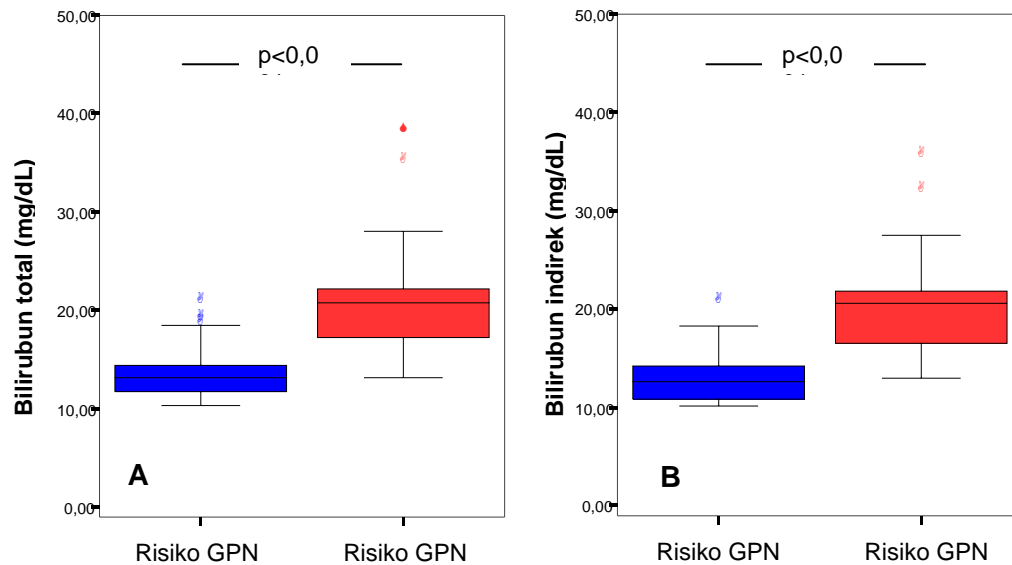 50,00
p<0,0
40,00
30,00
20,00
10,00
0,00
Bilirubun total (mg/dL)
A
Risiko GPN
Risiko GPN
50,00
p<0,0
40,00
30,00
20,00
10,00
0,00
Bilirubun indirek (mg/dL)
B
Risiko GPN
Risiko GPN